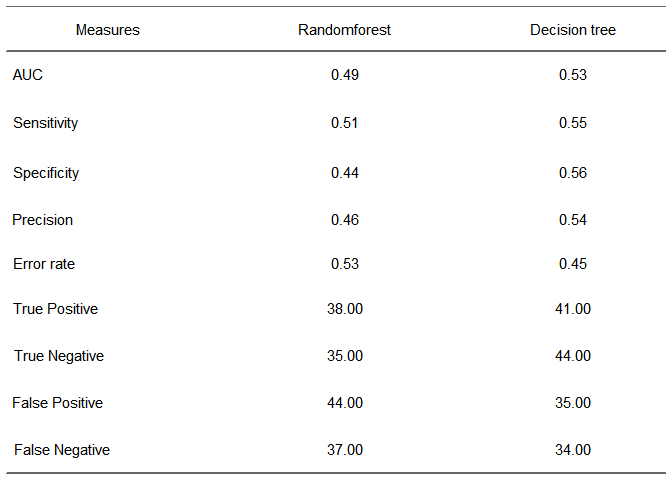 Measures Randomforest Decision tree
AUC 0.49 0.53
Sensitivity 0.51 0.55
Specificity 0.44 0.56
Precision 0.46 0.54
Error rate 0.53 0.45
True Positive 38.00 41.00
True Negative 35.00 44.00
False Positive 44.00 35.00
False Negative 37.00 34.00